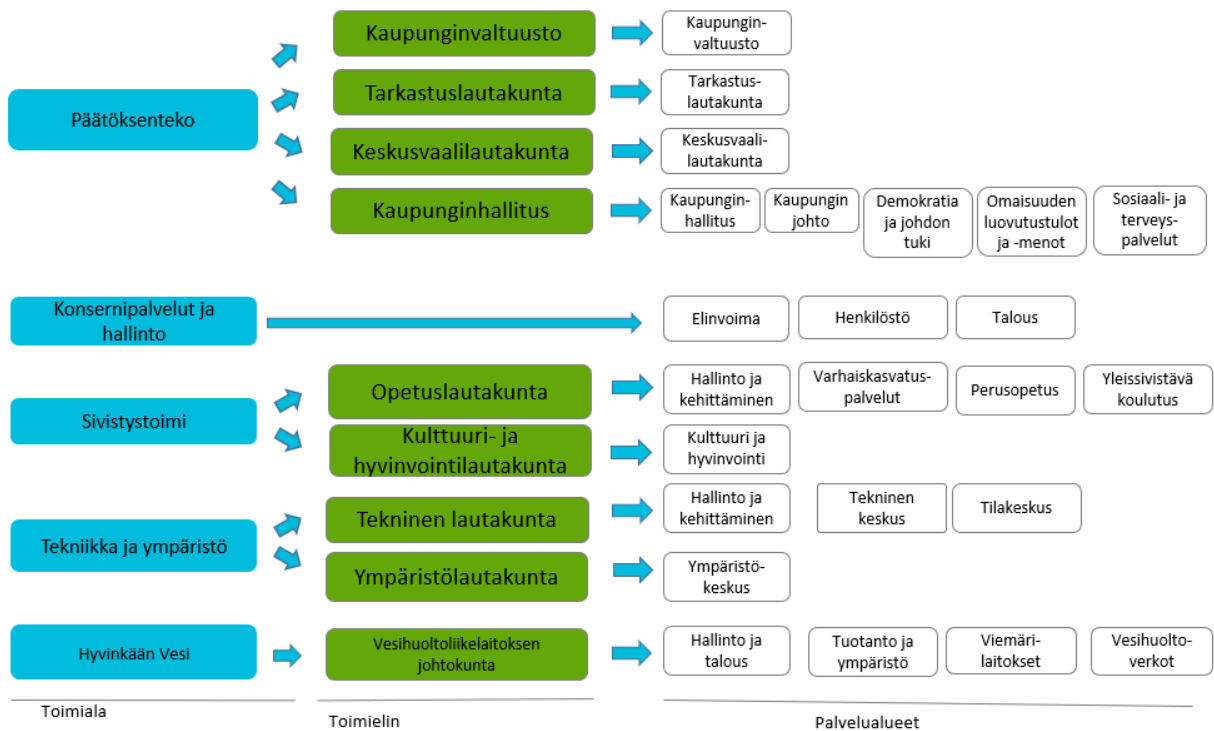 Päätöksenteko
Kaupunginvaltuusto
Kaupungin-
valtuusto
Tarkastuslautakunta
Tarkastus-
lautakunta
Keskusvaalilautakunta
Keskusvaali-
lautakunta
Kaupunginhallitus
Kaupungin-
hallitus
Kaupungin
johto
Demokratia
ja johdon
tuki
Omaisuuden
luovutustulot
ja -menot
Sosiaali- ja
terveys-
palvelut
Konsernipalvelut ja
hallinto
Elinvoima
Henkilöstö
Talous
Sivistystoimi
Opetuslautakunta
Hallinto ja
kehittäminen
Varhaiskasvatus-
palvelut
Perusopetus
Yleissivistävä
koulutus
Kulttuuri- ja
hyvinvointilautakunta
Kulttuuri ja
hyvinvointi
Tekniikka ja ympäristö
Tekninen lautakunta
Hallinto ja
kehittäminen
Tekninen
keskus
Tilakeskus
Ympäristölautakunta
Ympäristö-
keskus
Hyvinkään Vesi
Vesihuoltoliikelaitoksen
johtokunta
Hallinto ja
talous
Tuotanto ja
ympäristö
Viemäri-
laitokset
Vesihuolto-
verkot
Toimiala
Toimielin
Palvelualueet